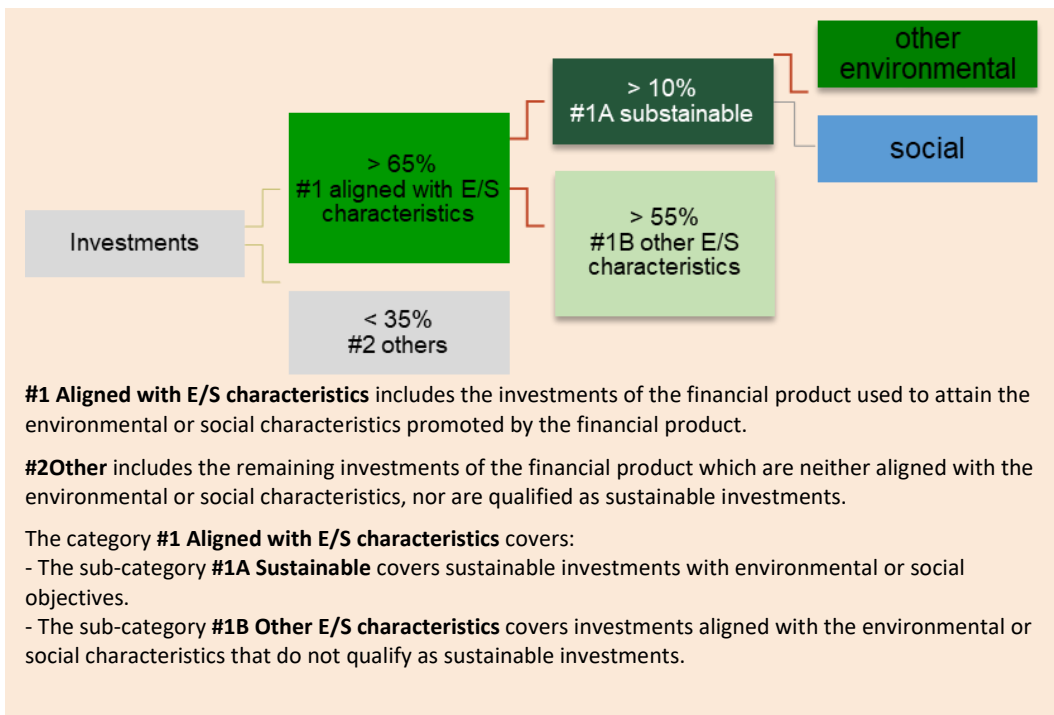 other
environmental
> 10%
#1A substainable
social
> 65%
#1 aligned with E/S
characteristics
> 55%
#1B other E/S
characteristics
Investments
< 35%
#2 others
#1 Aligned with E/S characteristics includes the investments of the financial product used to attain the
environmental or social characteristics promoted by the financial product.
#2Other includes the remaining investments of the financial product which are neither aligned with the
environmental or social characteristics, nor are qualified as sustainable investments.
The category #1 Aligned with E/S characteristics covers:
- The sub-category #1A Sustainable covers sustainable investments with environmental or social
objectives.
- The sub-category #1B Other E/S characteristics covers investments aligned with the environmental or
social characteristics that do not qualify as sustainable investments.